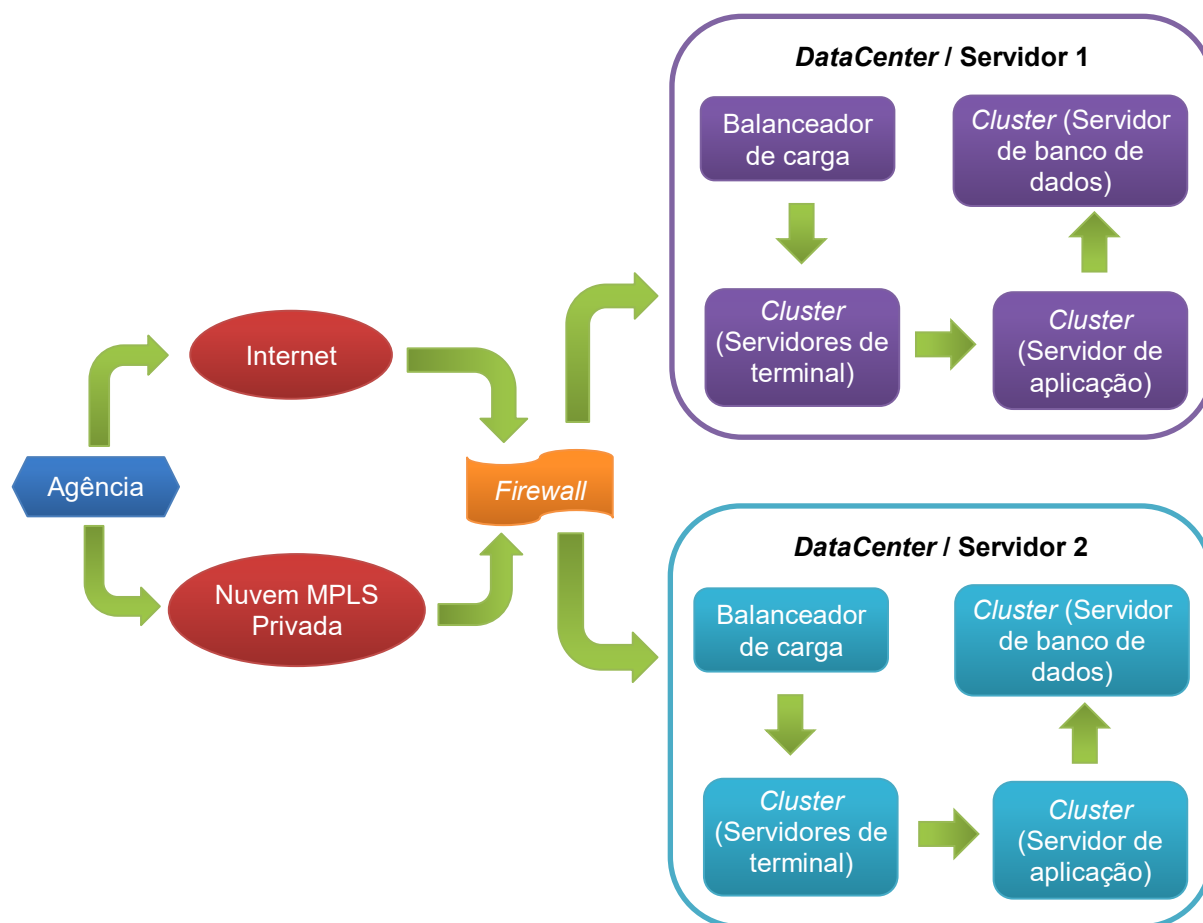 Agência
Internet
Nuvem MPLS
Privada
Firewall
DataCenter / Servidor 1
Balanceador
de carga
Cluster
(Servidores de
terminal)
Cluster
(Servidor de
aplicação)
Cluster (Servidor
de banco de
dados)
DataCenter / Servidor 2
Balanceador
de carga
Cluster
(Servidores de
terminal)
Cluster
(Servidor de
aplicação)
Cluster (Servidor
de banco de
dados)